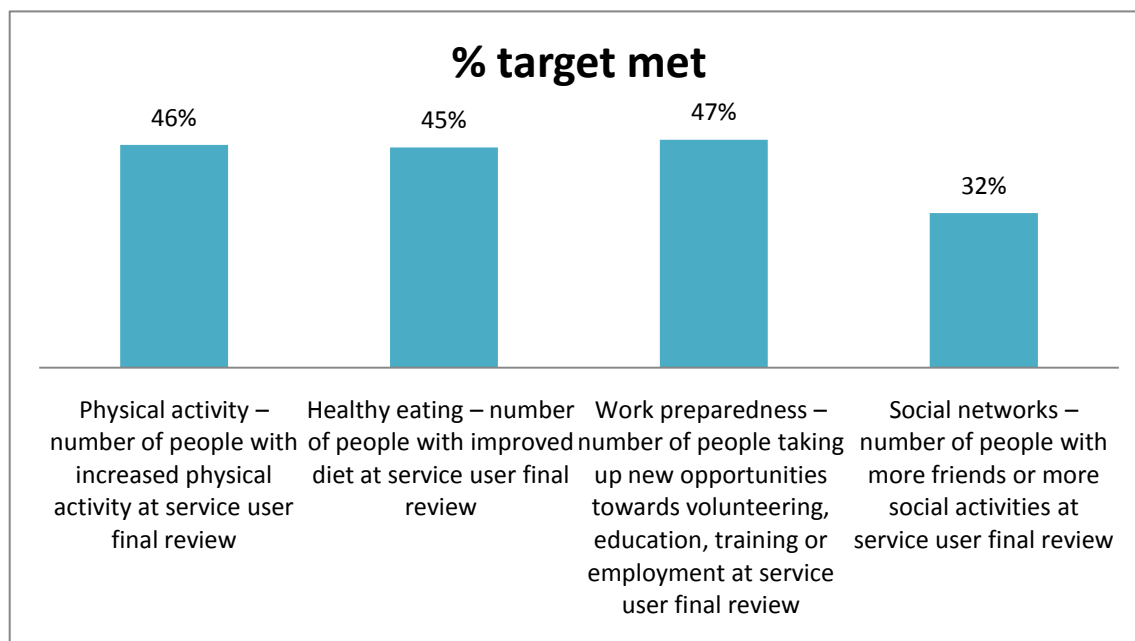 % target met
46%
45%
47%
32%
Physical activity –
number of people with
increased physical
activity at service user
final review
Healthy eating – number
of people with improved
diet at service user final
review
Work preparedness –
number of people taking
up new opportunities
towards volunteering,
education, training or
employment at service
user final review
Social networks –
number of people with
more friends or more
social activities at
service user final review